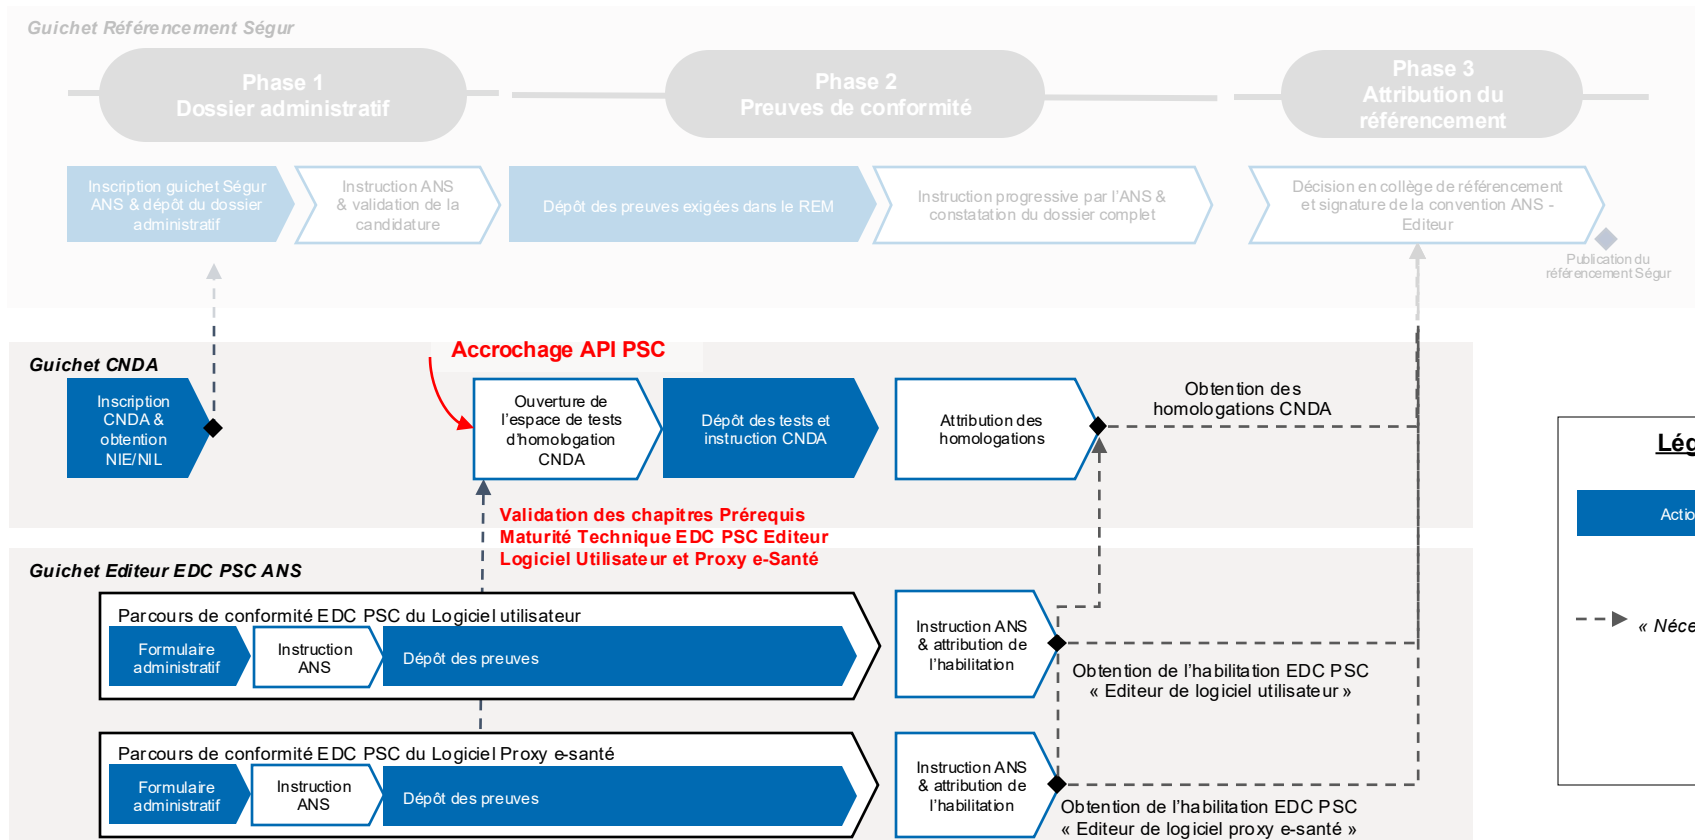 Guichet Référencement Ségur
Phase 1
Dossier administratif
Phase 2
Preuves de conformité
Phase 3
Attribution du
référencement
Inscription guichet Ségur
ANS & dépôt du dossier
administratif
Instruction ANS
& validation de la
candidature
Dépôt des preuves exigées dans le REM
Instruction progressive par l'ANS &
constatation du dossier complet
Décision en collège de référencement
et signature de la convention ANS -
Editeur
Publication du
référencement Ségur
Guichet CNDA
Accrochage API PSC
Inscription
CNDA &
obtention
NIE/NIL
Ouverture de
l'espace de tests
d'homologation
CNDA
Dépôt des tests et
instruction CNDA
Attribution des
homologations
Obtention des
homologations CNDA
Validation des chapitres Prérequis
Maturité Technique EDC PSC Editeur
Logiciel Utilisateur et Proxy e-Santé
Guichet Editeur EDC PSC ANS
Parcours de conformité EDC PSC du Logiciel utilisateur
Formulaire
administratif
Instruction
ANS
Dépôt des preuves
Instruction ANS
& attribution de
l'habilitation
Obtention de l'habilitation EDC PSC
« Editeur de logiciel utilisateur »
Parcours de conformité EDC PSC du Logiciel Proxy e-santé
Formulaire
administratif
Instruction
ANS
Dépôt des preuves
Instruction ANS
& attribution de
l'habilitation
Obtention de l'habilitation EDC PSC
« Editeur de logiciel proxy e-santé »
Lég
Actio
« Néce